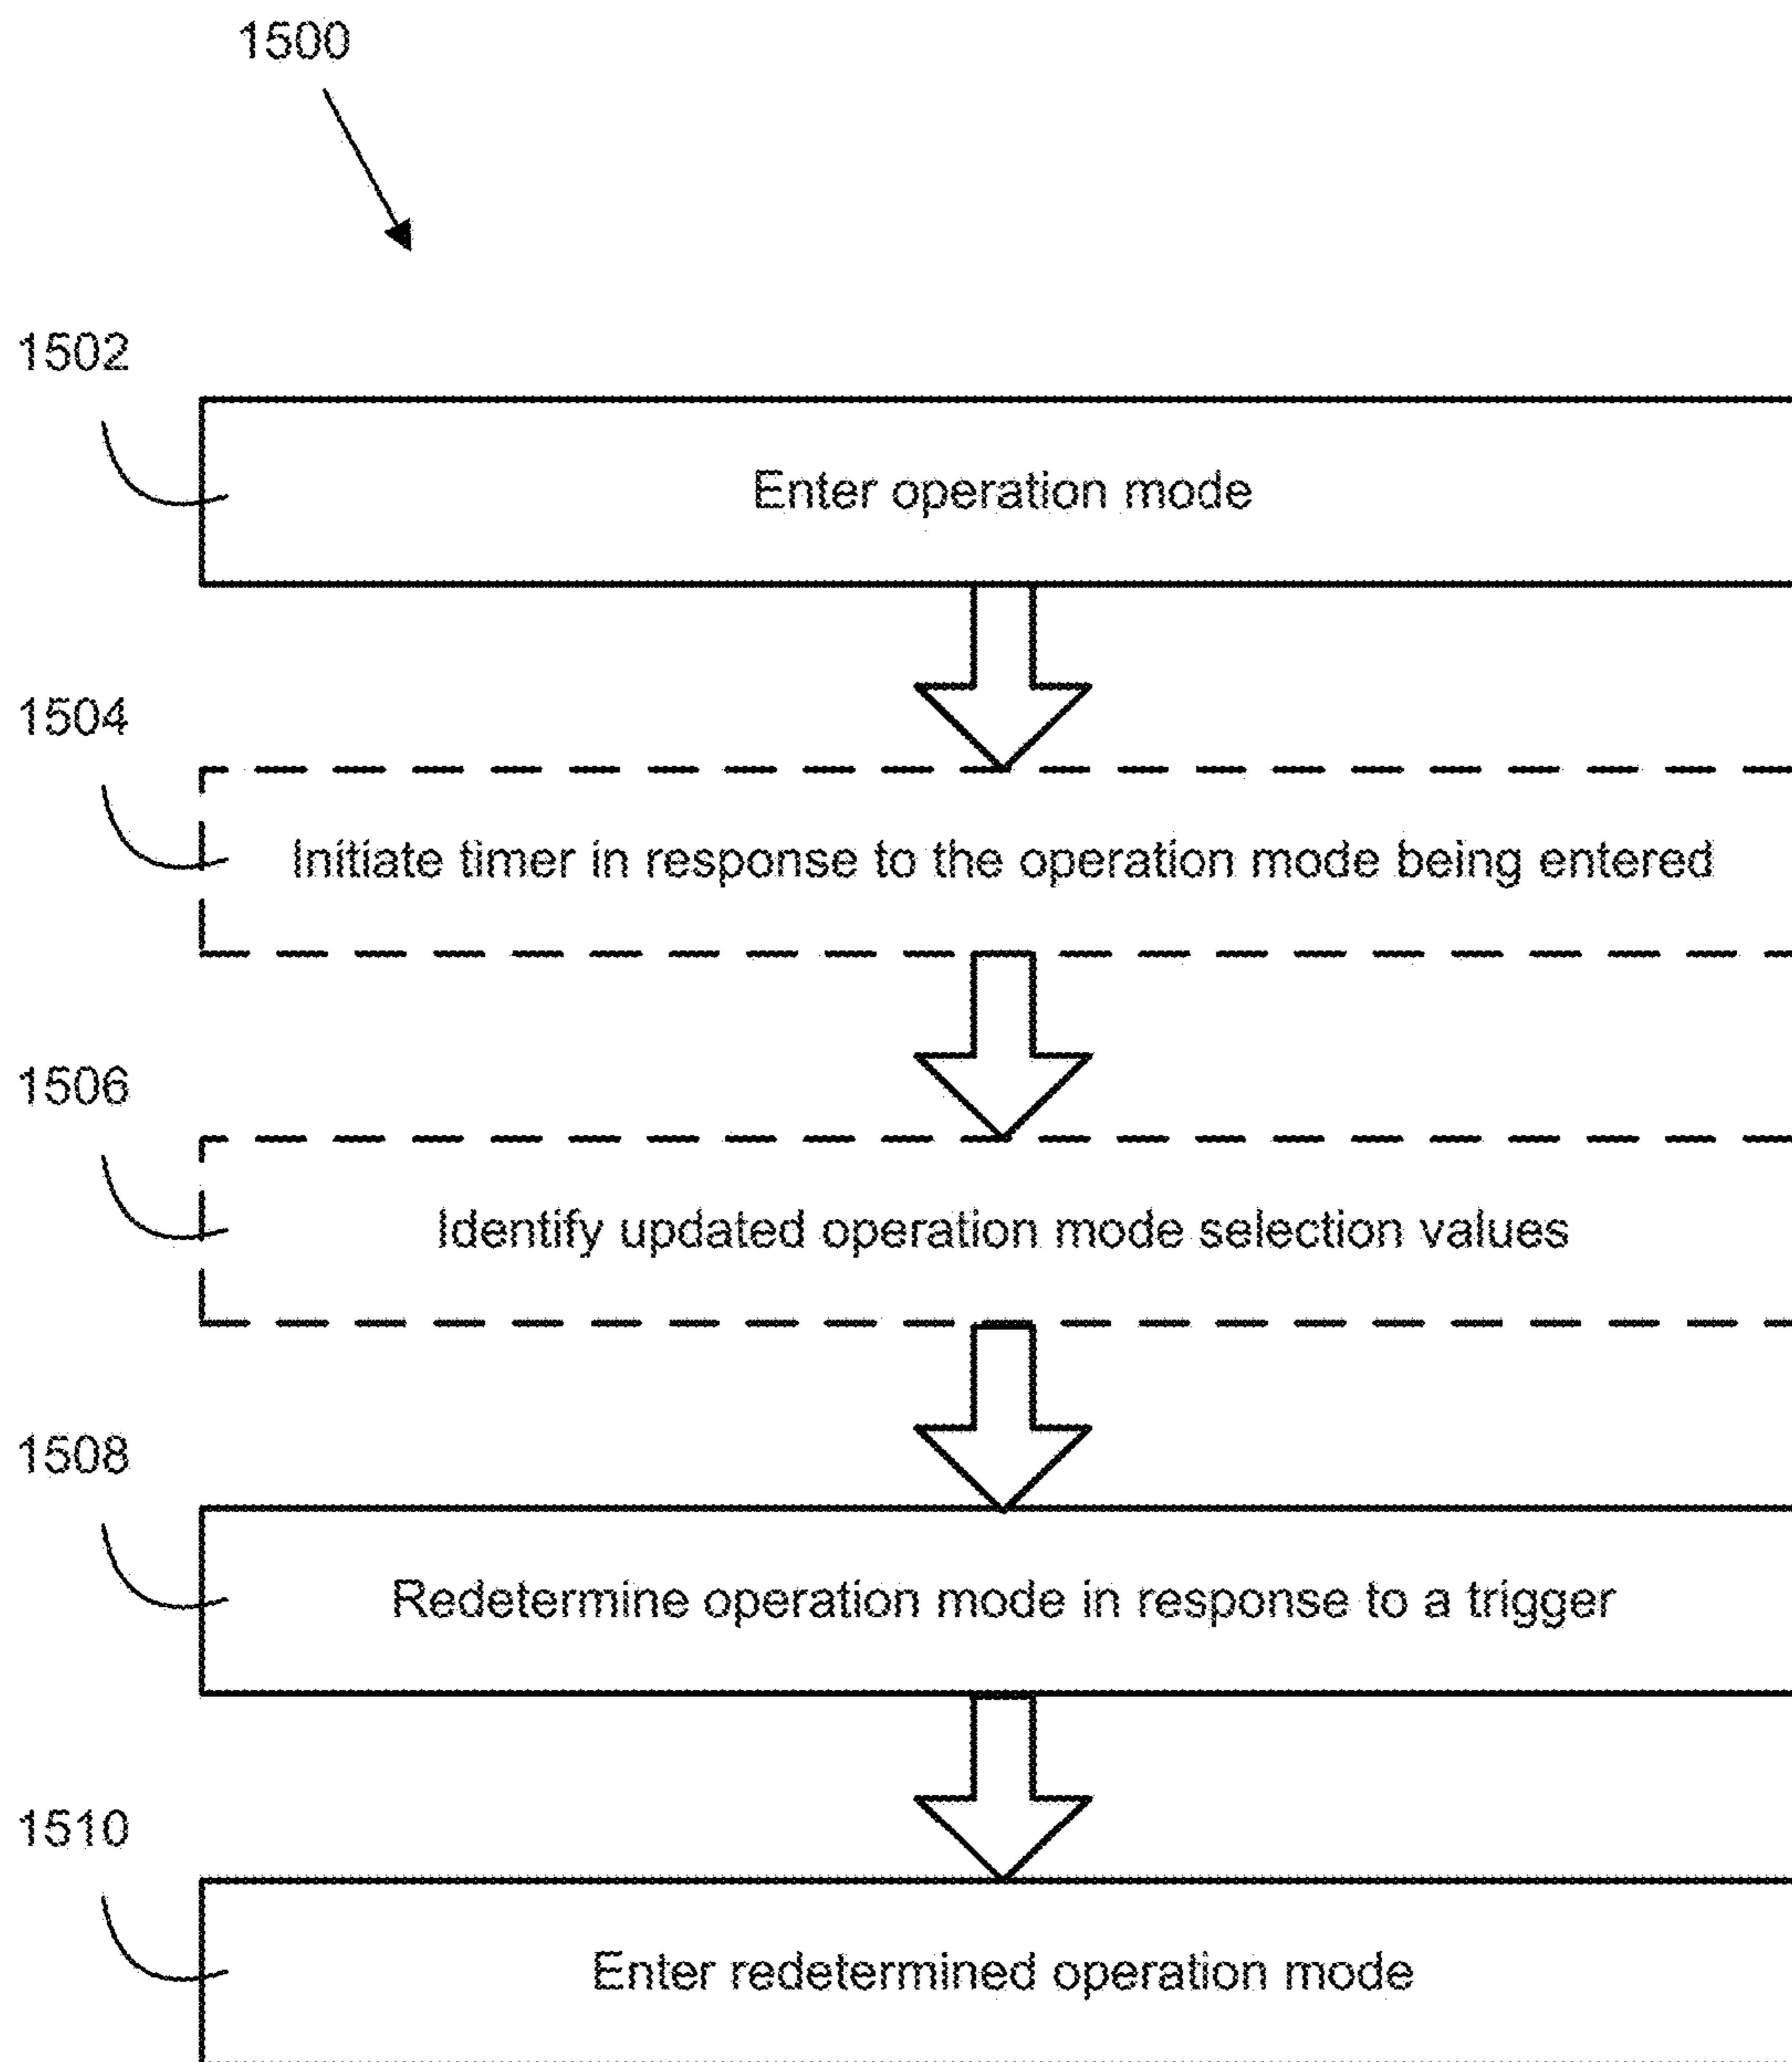 1500
1502
Enter operation mode
1504
Initiate timer in response to the operation mode being entered
1506
Identify updated operation mode selection values
1508
Redetermine operation mode in response to a trigger
1510
Enter redetermined operation mode